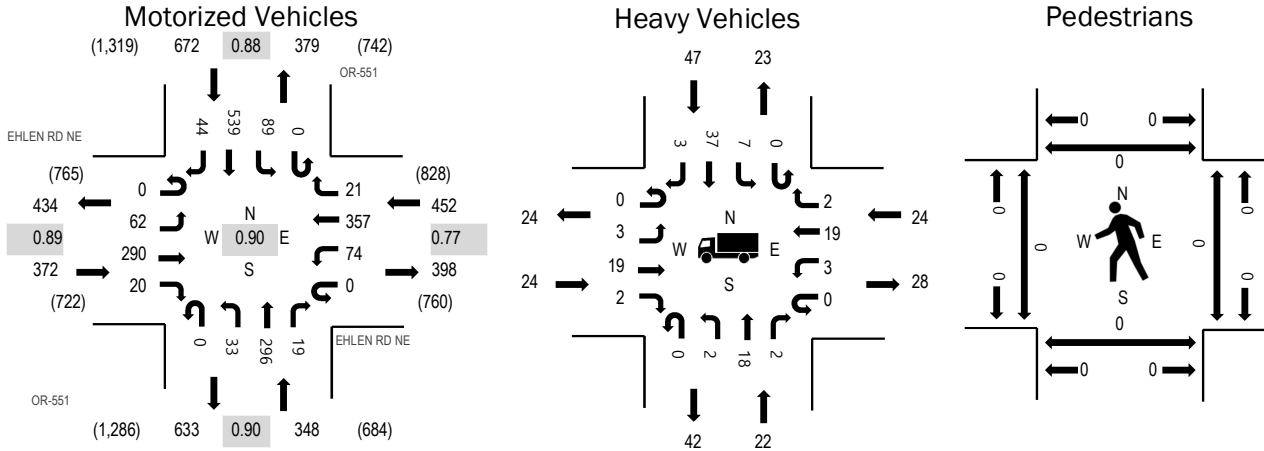 Motorized Vehicles
(1,319) 672 0.88 379 (742)
OR-551
EHLEN RD NE
44 539 89 0
(765) 0 21 (828)
434 62 357 452
0.89 290 W N 0.90 E S 74 0.77
372 20 0 398
(722) (760)
0 33 296 19
EHLEN RD NE
OR-551
(1,286) 633 0.90 348 (684)
Heavy Vehicles
47 23
3 37 7 0
0 2
24 3 N 19 24
W E
24 19 S 3 28
2 0
0 2 18 2
42 22
Pedestrians
0 0
0
0 N 0
0 W E 0
0 S 0
0
0 0